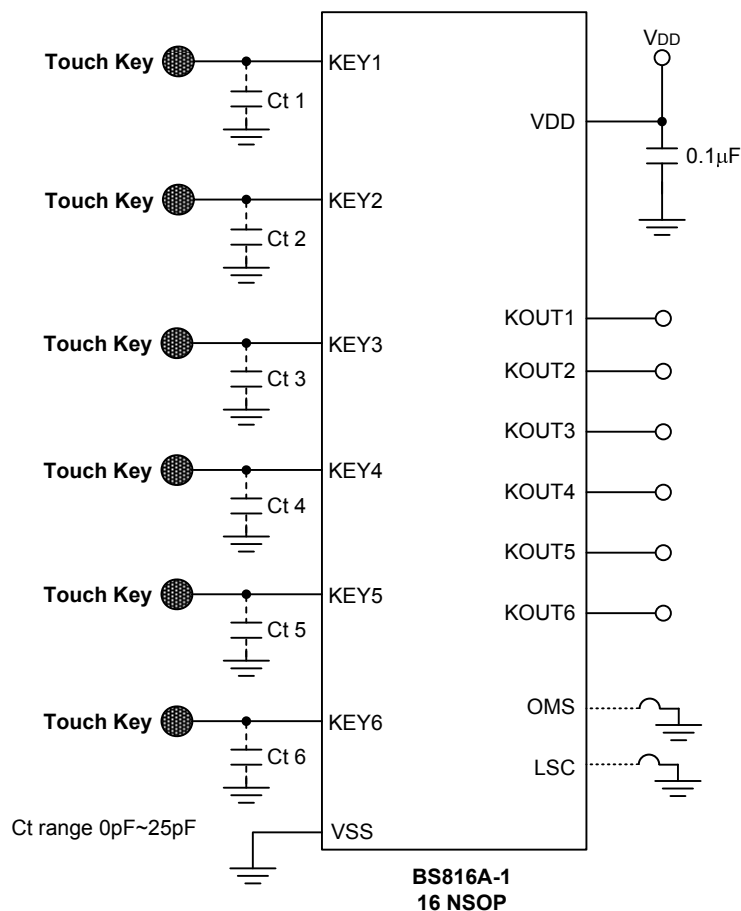 Touch Key
KEY1
Ct 1
Touch Key
KEY2
Ct 2
Touch Key
KEY3
Ct 3
Touch Key
KEY4
Ct 4
Touch Key
KEY5
Ct 5
Touch Key
KEY6
Ct 6
Ct range 0pF~25pF
VSS
VDD
VDD
0.1μF
KOUT1
KOUT2
KOUT3
KOUT4
KOUT5
KOUT6
OMS
LSC
BS816A-1
16 NSOP